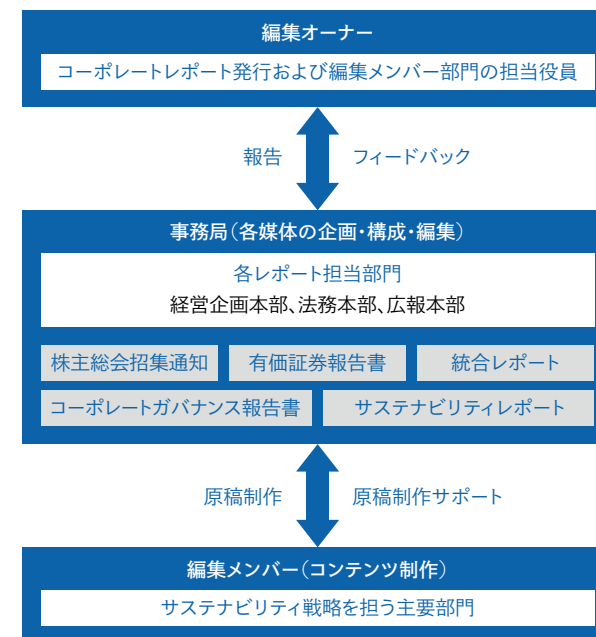 編集オーナー
コーポレートレポート発行および編集メンバー部門の担当役員
報告 フィードバック
事務局（各媒体の企画・構成・編集）
各レポート担当部門
経営企画本部、法務本部、広報本部
株主総会招集通知 有価証券報告書 統合レポート
コーポレートガバナンス報告書 サステナビリティレポート
原稿制作 原稿制作サポート
編集メンバー（コンテンツ制作）
サステナビリティ戦略を担う主要部門